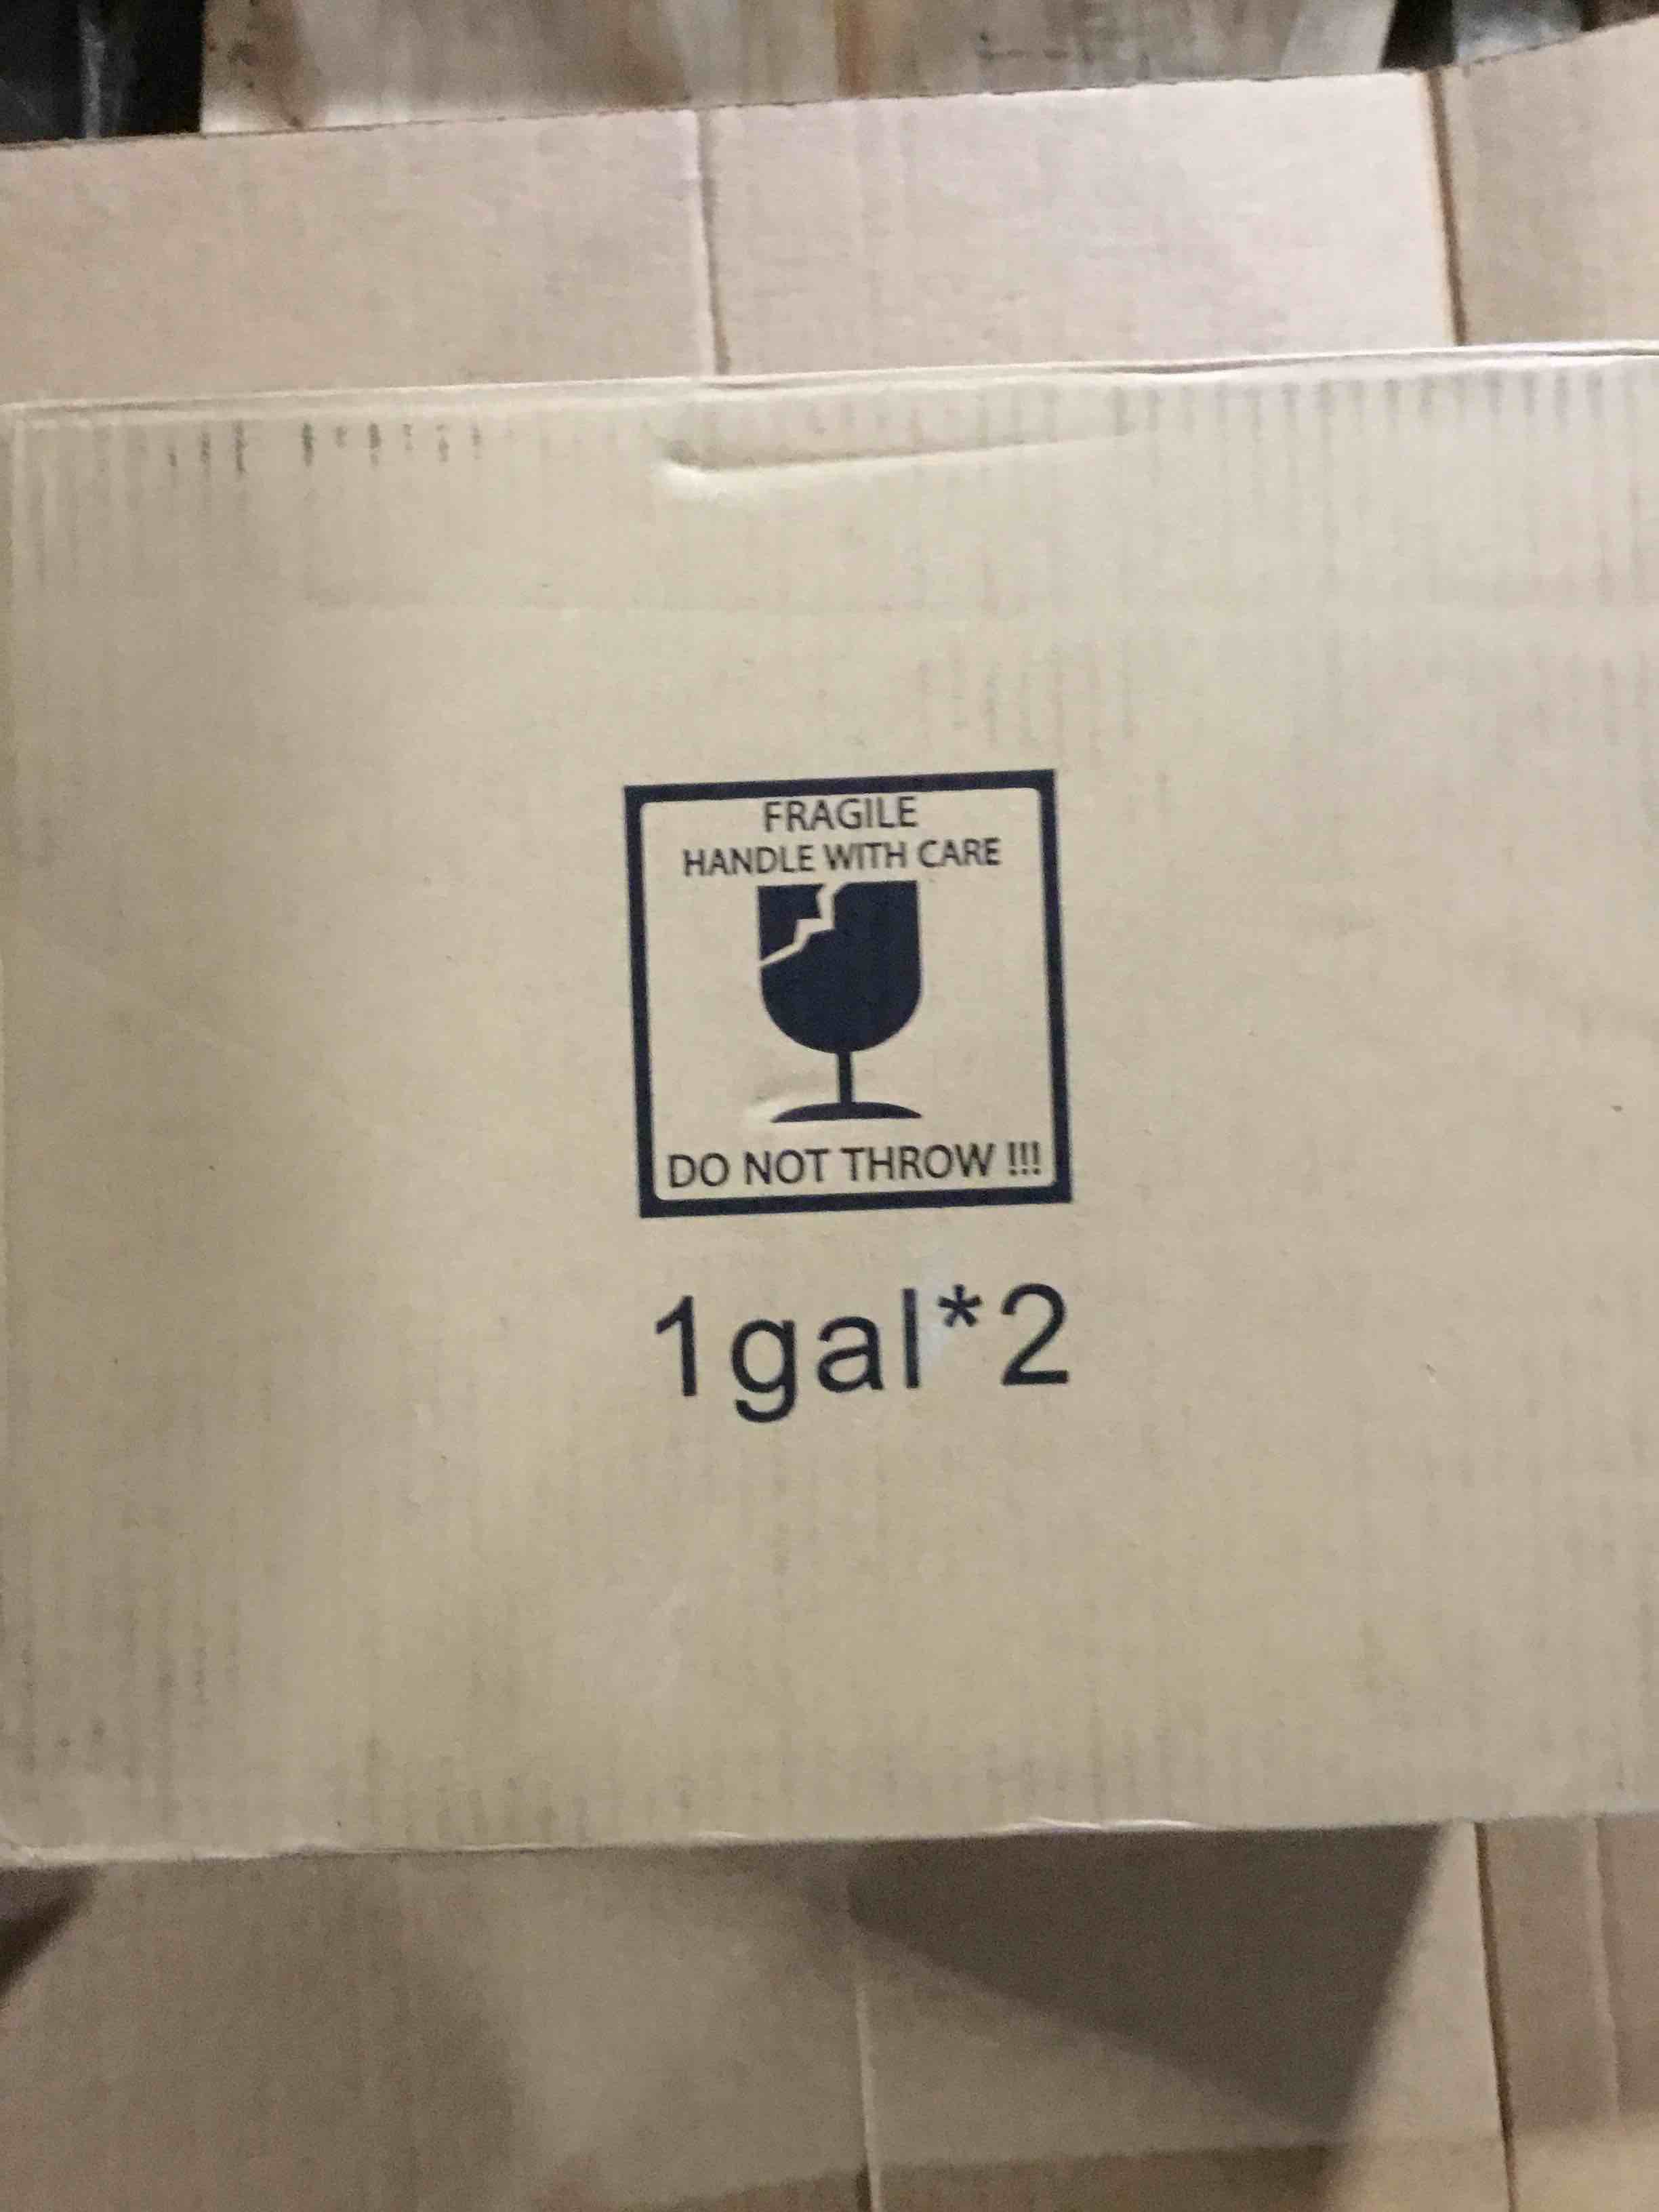 FRAGILE
HANDLE WITH CARE
DO NOT THROW !!!
1gal*2